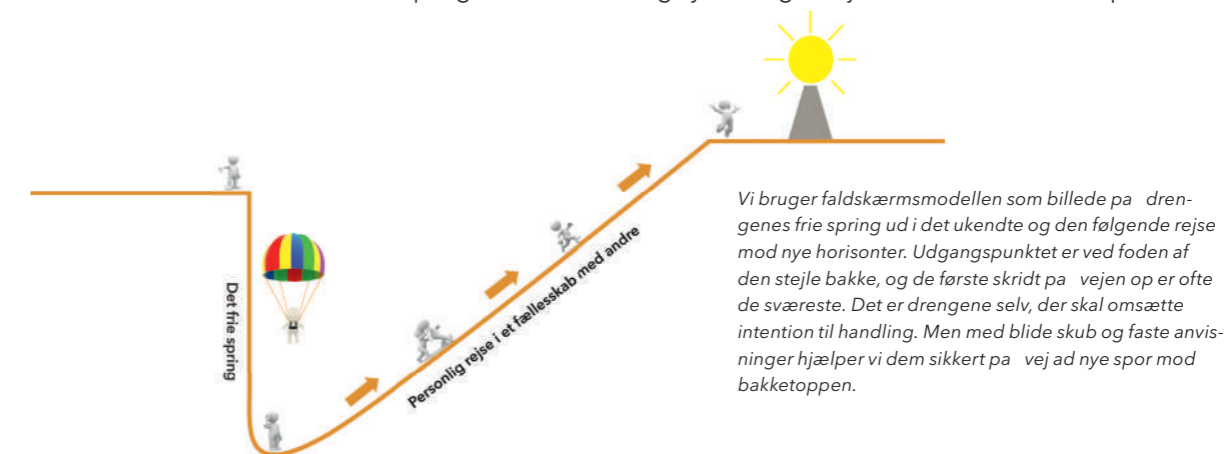 Det frie spring
Personlig rejse i et fællesskab med andre
Vi bruger faldskærmsmodellen som billede pa dren-
genes frie spring ud i det ukendte og den følgende rejse
mod nye horisonter. Udgangspunktet er ved foden af
den stejle bakke, og de første skridt pa vejen op er ofte
de sværeste. Det er drengene selv, der skal omsætte
intention til handling. Men med blide skub og faste anvis-
ninger hjælper vi dem sikkert pa vej ad nye spor mod
bakketoppen.